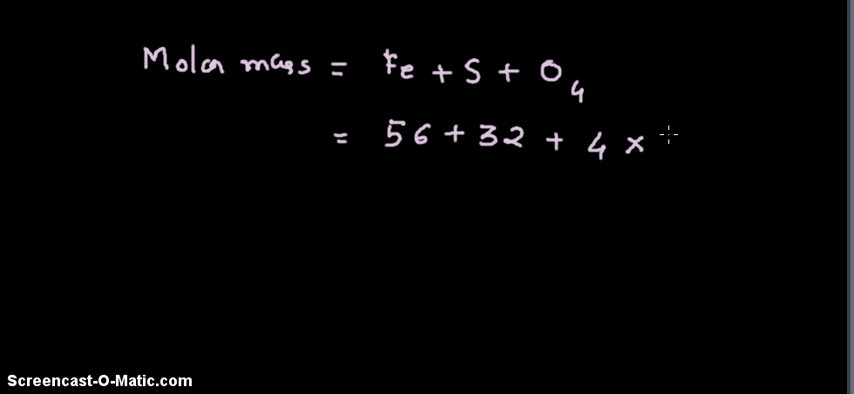 Molar mass = Fe + S + O₄
= 56 + 32 + 4 ×
Screencast-O-Matic.com